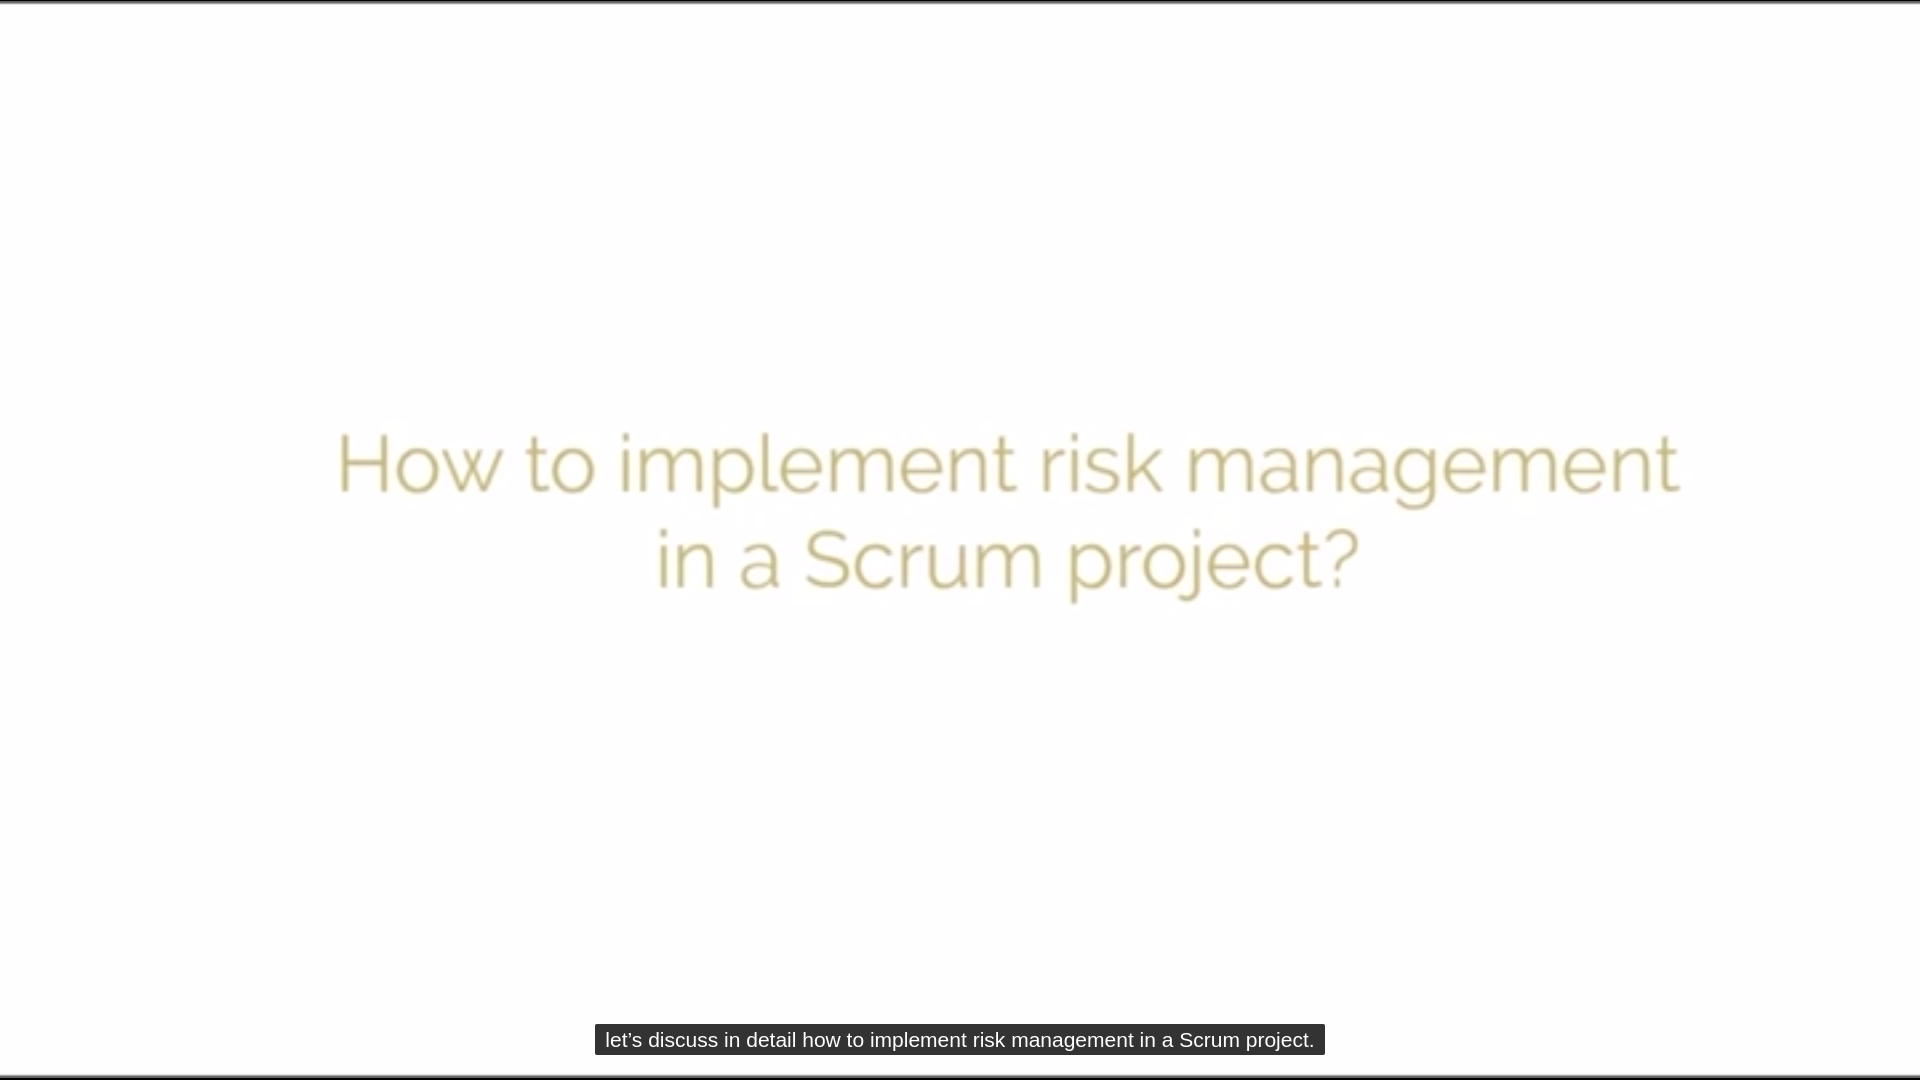 How to implement risk management
in a Scrum project?
let’s discuss in detail how to implement risk management in a Scrum project.